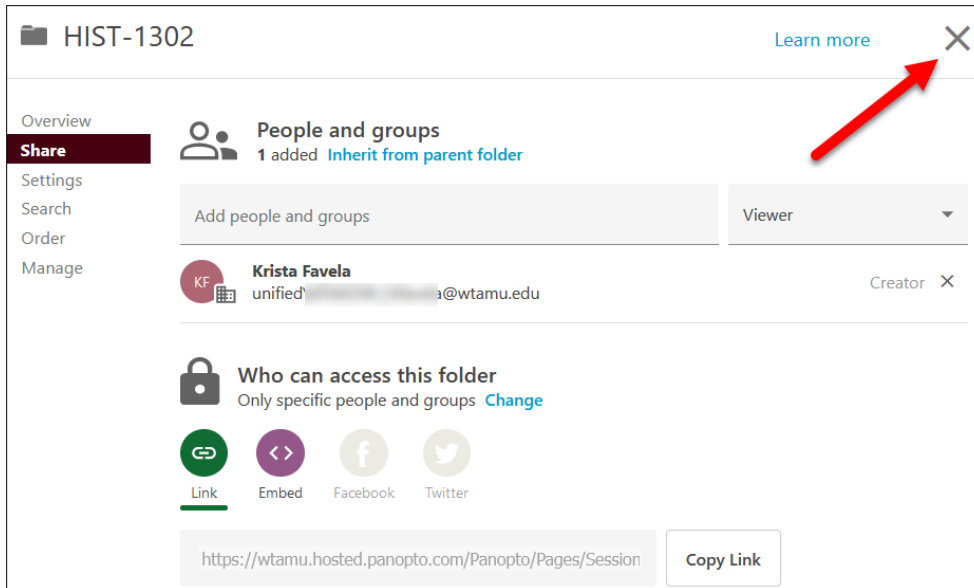 HIST-1302
Learn more
Overview
Share
Settings
Search
Order
Manage
People and groups
1 added Inherit from parent folder
Add people and groups
Viewer
KF
Krista Favela
unified\ a@wtamu.edu
Creator
Who can access this folder
Only specific people and groups Change
Link
Embed
Facebook
Twitter
https://wtamu.hosted.panopto.com/Panopto/Pages/Session
Copy Link